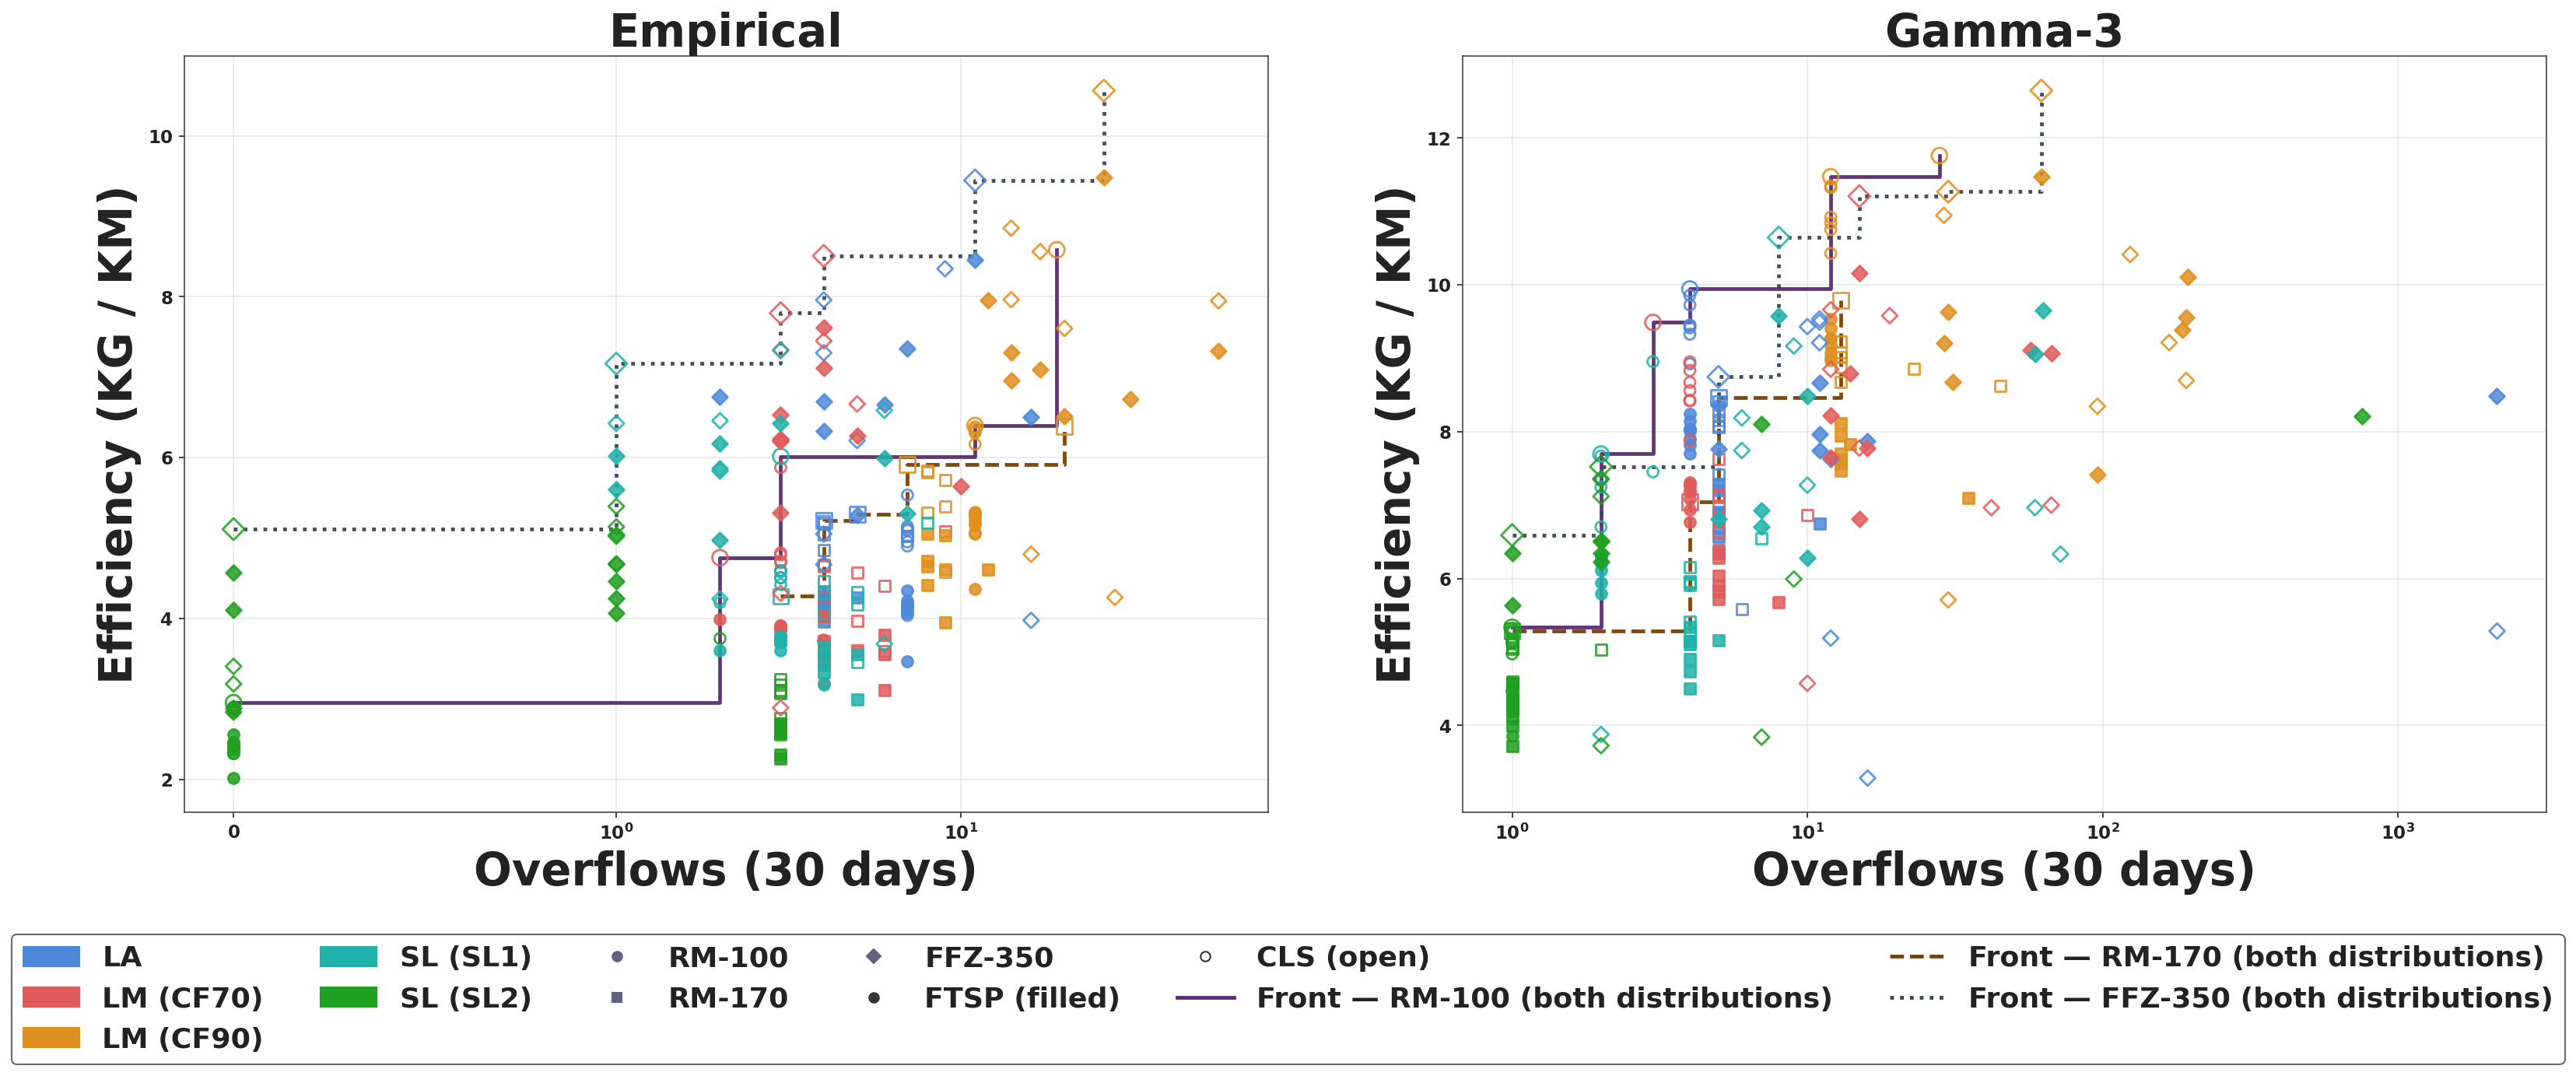 Empirical
Gamma-3
Efficiency (KG / KM)
10
8
6
4
2
0
10⁰
10¹
Overflows (30 days)
Efficiency (KG / KM)
12
10
8
6
4
10⁰
10¹
10²
10³
Overflows (30 days)
LA
LM (CF70)
LM (CF90)
SL (SL1)
SL (SL2)
RM-100
RM-170
FFZ-350
FTSP (filled)
CLS (open)
Front — RM-100 (both distributions)
Front — RM-170 (both distributions)
Front — FFZ-350 (both distributions)